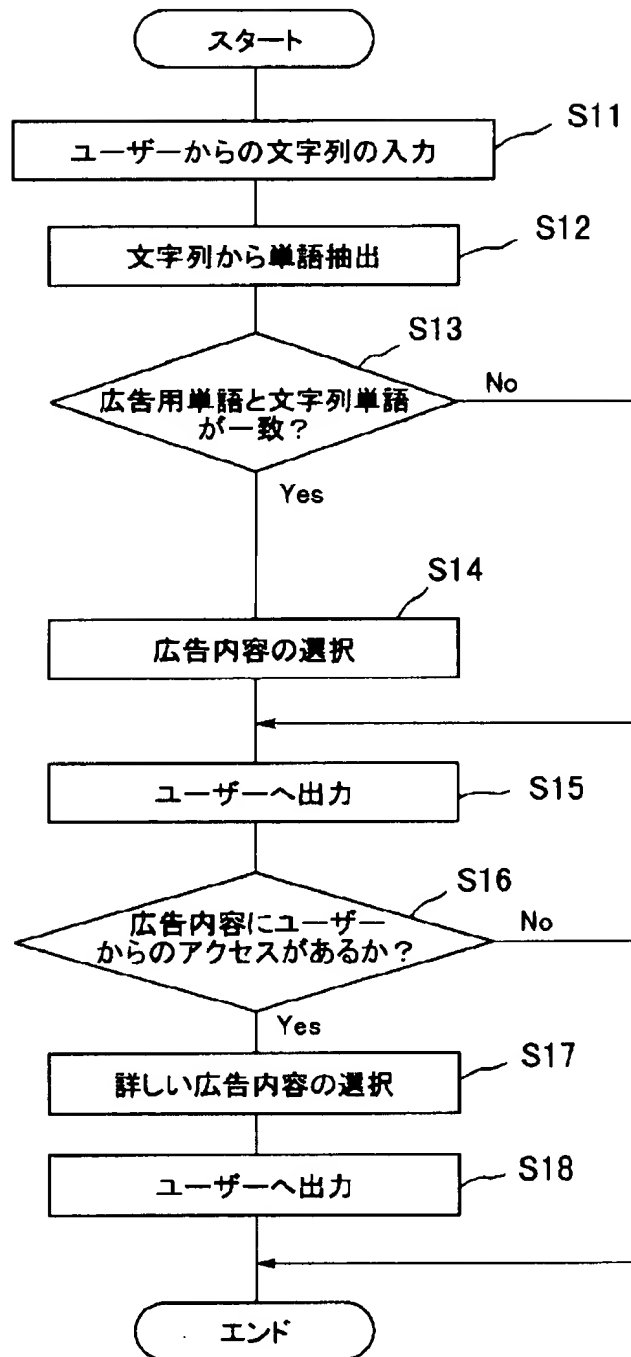 スタート
S11
ユーザーからの文字列の入力
S12
文字列から単語抽出
S13
広告用単語と文字列単語
が一致？
No
Yes
S14
広告内容の選択
ユーザーへ出力
S15
S16
広告内容にユーザー
からのアクセスがあるか？
No
Yes
S17
詳しい広告内容の選択
S18
ユーザーへ出力
エンド